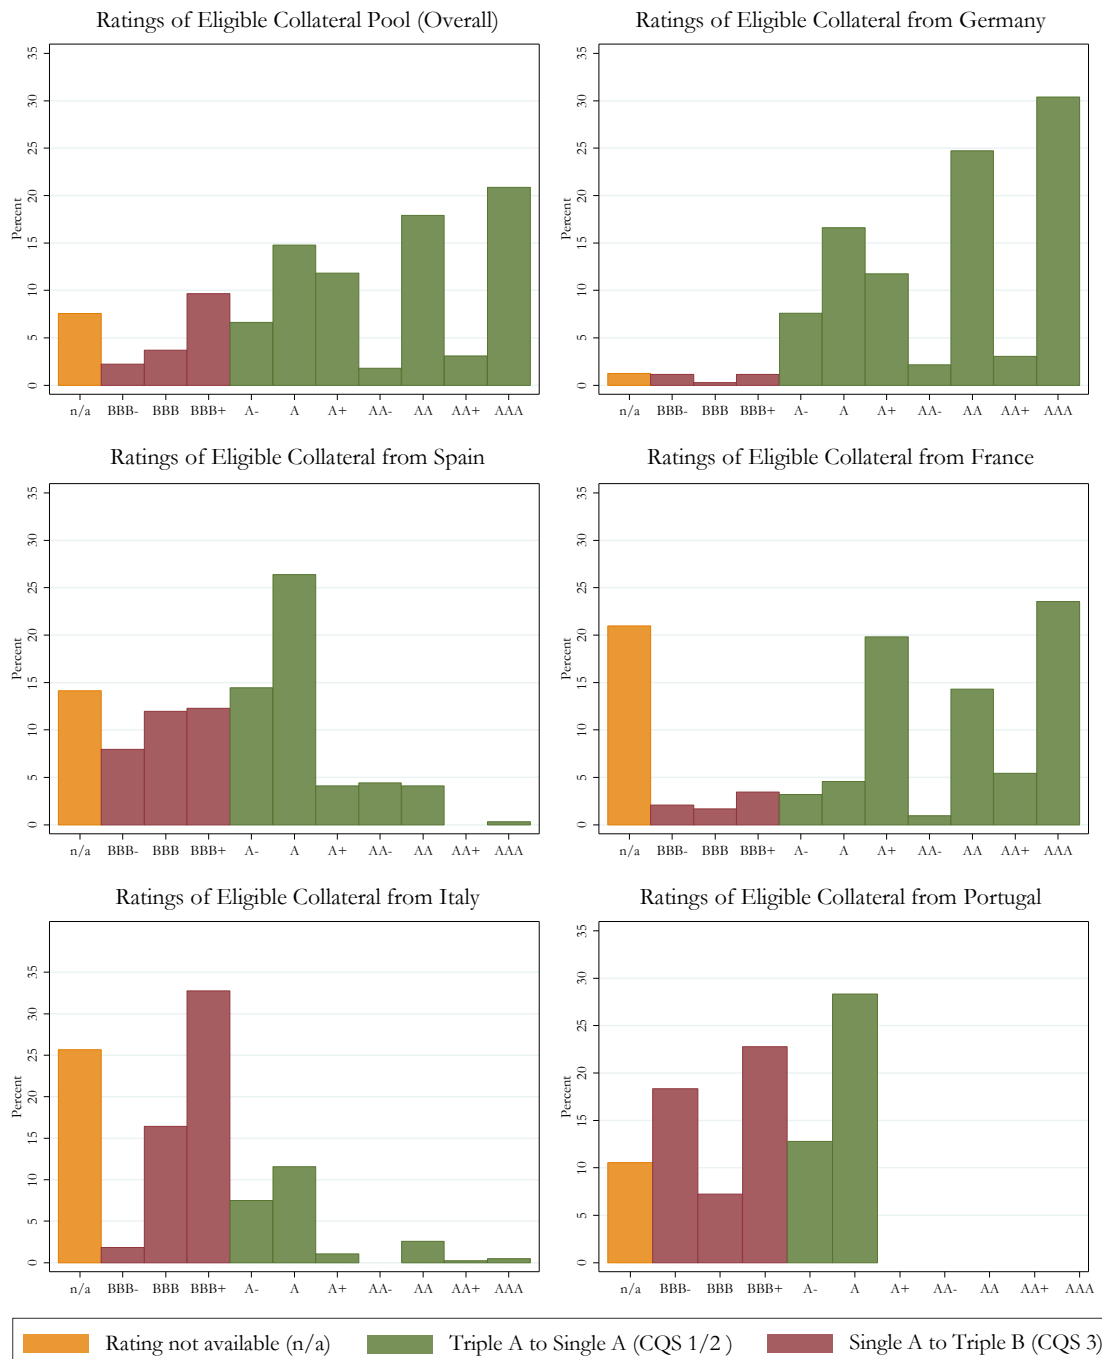 Ratings of Eligible Collateral Pool (Overall)
Percent
35
30
25
20
15
10
5
0
n/a BBB- BBB BBB+ A- A A+ AA- AA AA+ AAA
Ratings of Eligible Collateral from Germany
Percent
35
30
25
20
15
10
5
0
n/a BBB- BBB BBB+ A- A A+ AA- AA AA+ AAA
Ratings of Eligible Collateral from Spain
Percent
35
30
25
20
15
10
5
0
n/a BBB- BBB BBB+ A- A A+ AA- AA AA+ AAA
Ratings of Eligible Collateral from France
Percent
35
30
25
20
15
10
5
0
n/a BBB- BBB BBB+ A- A A+ AA- AA AA+ AAA
Ratings of Eligible Collateral from Italy
Percent
35
30
25
20
15
10
5
0
n/a BBB- BBB BBB+ A- A A+ AA- AA AA+ AAA
Ratings of Eligible Collateral from Portugal
Percent
35
30
25
20
15
10
5
0
n/a BBB- BBB BBB+ A- A A+ AA- AA AA+ AAA
Rating not available (n/a) Triple A to Single A (CQS 1/2 ) Single A to Triple B (CQS 3)